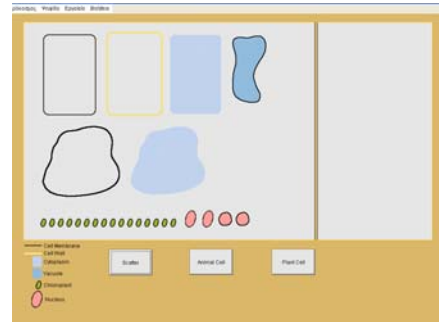 Cell Membrane
Cell Wall
Cytoplasm
Vacuole
Chloroplast
Nucleus
Scatter
Animal Cell
Plant Cell